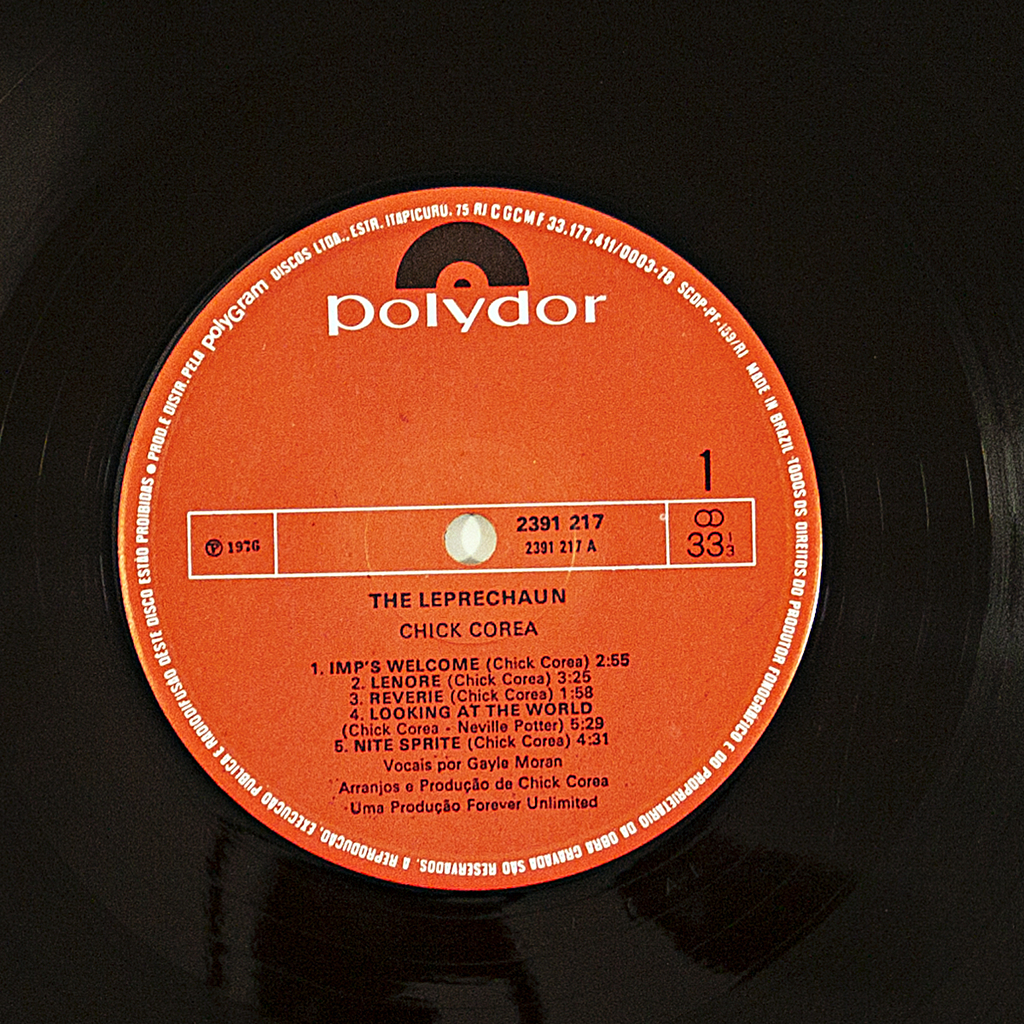 PROD. E DISTR. PELA polyGram DISCOS LTDA., ESTR. ITAPICURU, 75 RJ C G C M F 33.177.411/0003-78 SCDP-PF-159/RJ MADE IN BRAZIL · TODOS OS DIREITOS DO PRODUTOR FONOGRÁFICO E DO PROPRIETÁRIO DA OBRA GRAVADA SÃO RESERVADOS. A REPRODUÇÃO, EXECUÇÃO PÚBLICA E RADIODIFUSÃO DESTE DISCO ESTÃO PROIBIDAS ●
polydor
1
℗ 1976
2391 217
2391 217 A
33 1/3
THE LEPRECHAUN
CHICK COREA
1. IMP'S WELCOME (Chick Corea) 2:55
2. LENORE (Chick Corea) 3:25
3. REVERIE (Chick Corea) 1:58
4. LOOKING AT THE WORLD
(Chick Corea - Neville Potter) 5:29
5. NITE SPRITE (Chick Corea) 4:31
Vocais por Gayle Moran
Arranjos e Produção de Chick Corea
Uma Produção Forever Unlimited